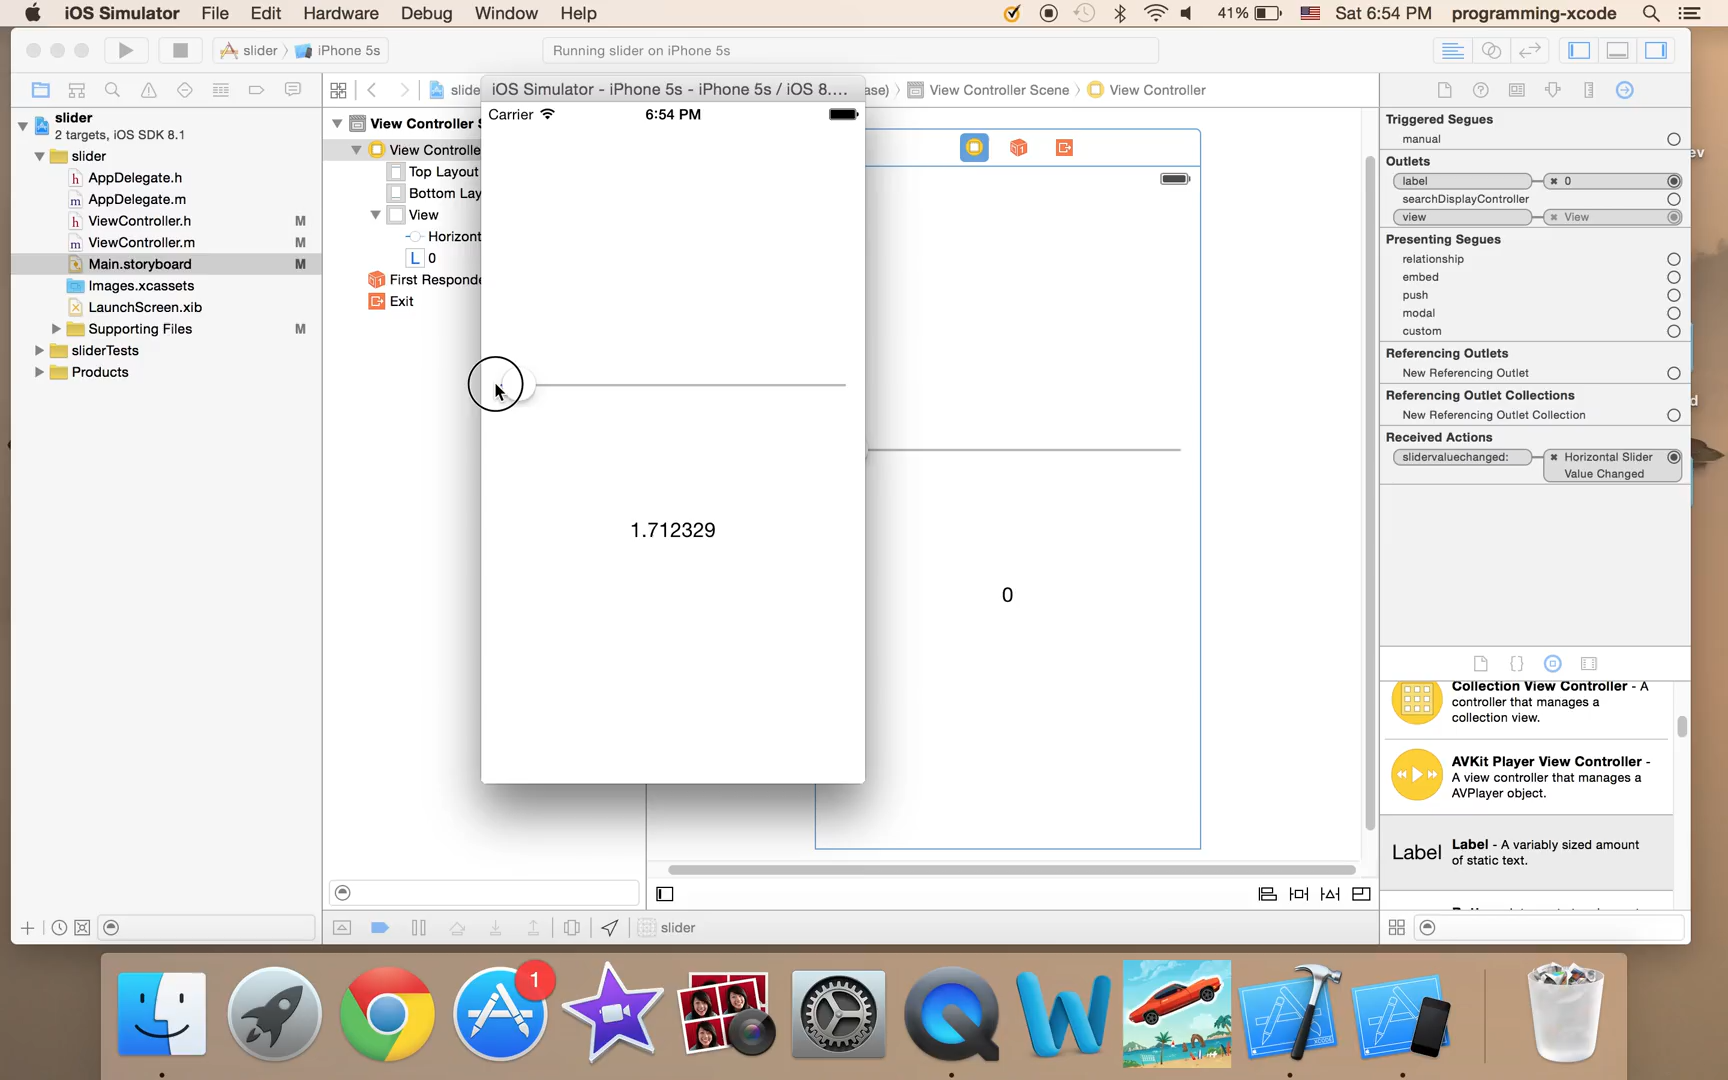 iOS Simulator File Edit Hardware Debug Window Help 41% Sat 6:54 PM programming-xcode
slider iPhone 5s Running slider on iPhone 5s
iOS Simulator - iPhone 5s - iPhone 5s / iOS 8....
Carrier 6:54 PM
View Controller Scene View Controller
slider
2 targets, iOS SDK 8.1
slider
h AppDelegate.h
m AppDelegate.m
h ViewController.h M
m ViewController.m M
Main.storyboard M
Images.xcassets
LaunchScreen.xib
Supporting Files M
sliderTests
Products
View Controller S
View Controlle
Top Layout
Bottom Lay
View
Horizont
L 0
First Responde
Exit
1.712329
0
Triggered Segues
manual
Outlets
label 0
searchDisplayController
view View
Presenting Segues
relationship
embed
push
modal
custom
Referencing Outlets
New Referencing Outlet
Referencing Outlet Collections
New Referencing Outlet Collection
Received Actions
slidervaluechanged: Horizontal Slider
Value Changed
Collection View Controller - A
controller that manages a
collection view.
AVKit Player View Controller -
A view controller that manages a
AVPlayer object.
Label Label - A variably sized amount
of static text.
slider
1